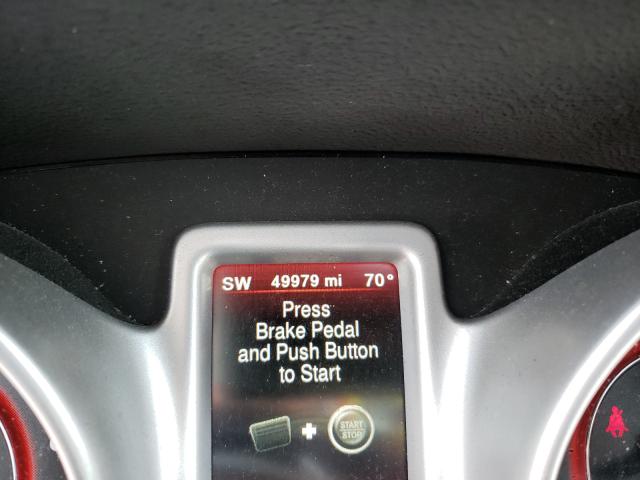 SW 49979 mi 70°
Press
Brake Pedal
and Push Button
to Start
START
STOP